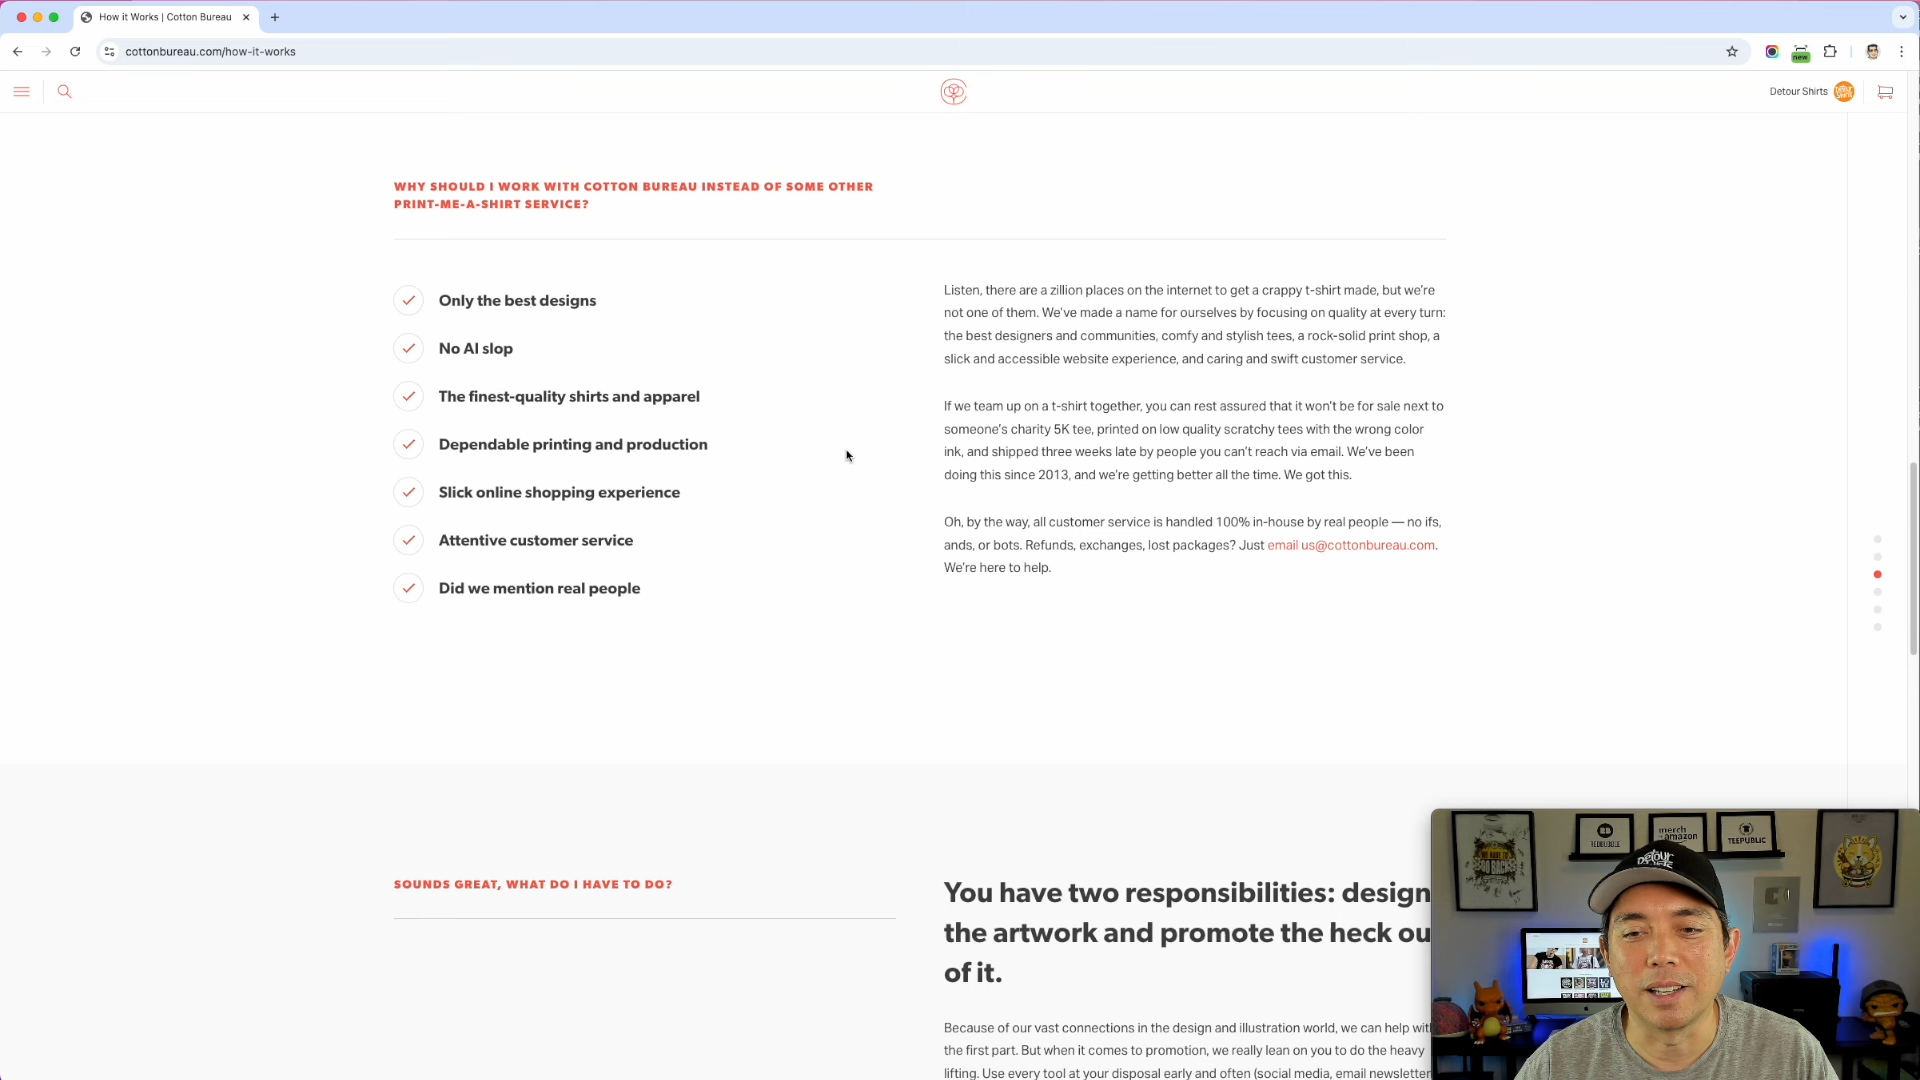 How it Works | Cotton Bureau
cottonbureau.com/how-it-works
new
Detour Shirts
WHY SHOULD I WORK WITH COTTON BUREAU INSTEAD OF SOME OTHER
PRINT-ME-A-SHIRT SERVICE?
Only the best designs
No AI slop
The finest-quality shirts and apparel
Dependable printing and production
Slick online shopping experience
Attentive customer service
Did we mention real people
Listen, there are a zillion places on the internet to get a crappy t-shirt made, but we're
not one of them. We've made a name for ourselves by focusing on quality at every turn:
the best designers and communities, comfy and stylish tees, a rock-solid print shop, a
slick and accessible website experience, and caring and swift customer service.
If we team up on a t-shirt together, you can rest assured that it won't be for sale next to
someone's charity 5K tee, printed on low quality scratchy tees with the wrong color
ink, and shipped three weeks late by people you can't reach via email. We've been
doing this since 2013, and we're getting better all the time. We got this.
Oh, by the way, all customer service is handled 100% in-house by real people — no ifs,
ands, or bots. Refunds, exchanges, lost packages? Just email us@cottonbureau.com.
We're here to help.
SOUNDS GREAT, WHAT DO I HAVE TO DO?
You have two responsibilities: design
the artwork and promote the heck ou
of it.
Because of our vast connections in the design and illustration world, we can help wit
the first part. But when it comes to promotion, we really lean on you to do the heavy
lifting. Use every tool at your disposal early and often (social media, email newsletter
REDBUBBLE
merch
amazon
TEEPUBLIC
DETOUR